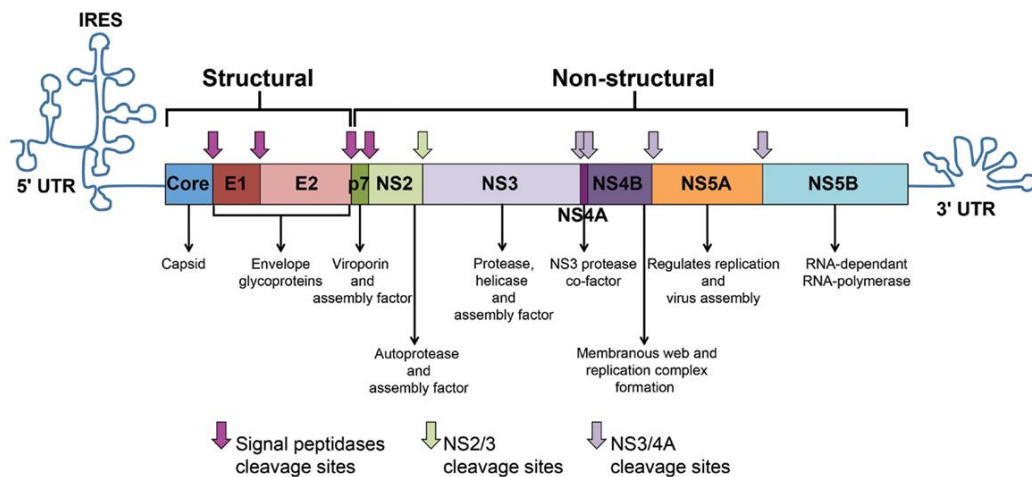 IRES
Structural
Non-structural
5' UTR
Core
E1
E2
p7
NS2
NS3
NS4A
NS4B
NS5A
NS5B
3' UTR
Capsid
Envelope
glycoproteins
Viroporin
and
assembly factor
Protease,
helicase
and
assembly factor
NS3 protease
co-factor
Regulates replication
and
virus assembly
RNA-dependant
RNA-polymerase
Autoprotease
and
assembly factor
Membranous web and
replication complex
formation
Signal peptidases
cleavage sites
NS2/3
cleavage sites
NS3/4A
cleavage sites